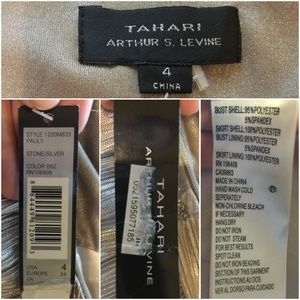 TAHARI
ARTHUR S. LEVINE
4
CHINA
STYLE 1220M833
PAULY
STONE/SILVER
COLOR 96Z
RN106409
USA 4
EUROPE 34
UK
TAHARI
ARTHUR S. LEVINE
BUST SHELL:95%POLYESTER
5%SPANDEX
SKIRT SHELL:100%POLYESTER
BUST LINING:95%POLYESTER
5%SPANDEX
SKIRT LINING:100%POLYESTER
RN 106409
CA39863
MADE IN CHINA
HAND WASH COLD
SEPERATELY
NON-CHLORINE BLEACH
IF NECESSARY
HANG DRY
DO NOT IRON
DO NOT STEAM
FOR BEST RESULTS
SPOT CLEAN
DO NOT IRON BEADING
SECTION OF THIS GARMENT
INSTRUCTIONS AU DOS
VER AL DORSO PARA CUIDADO